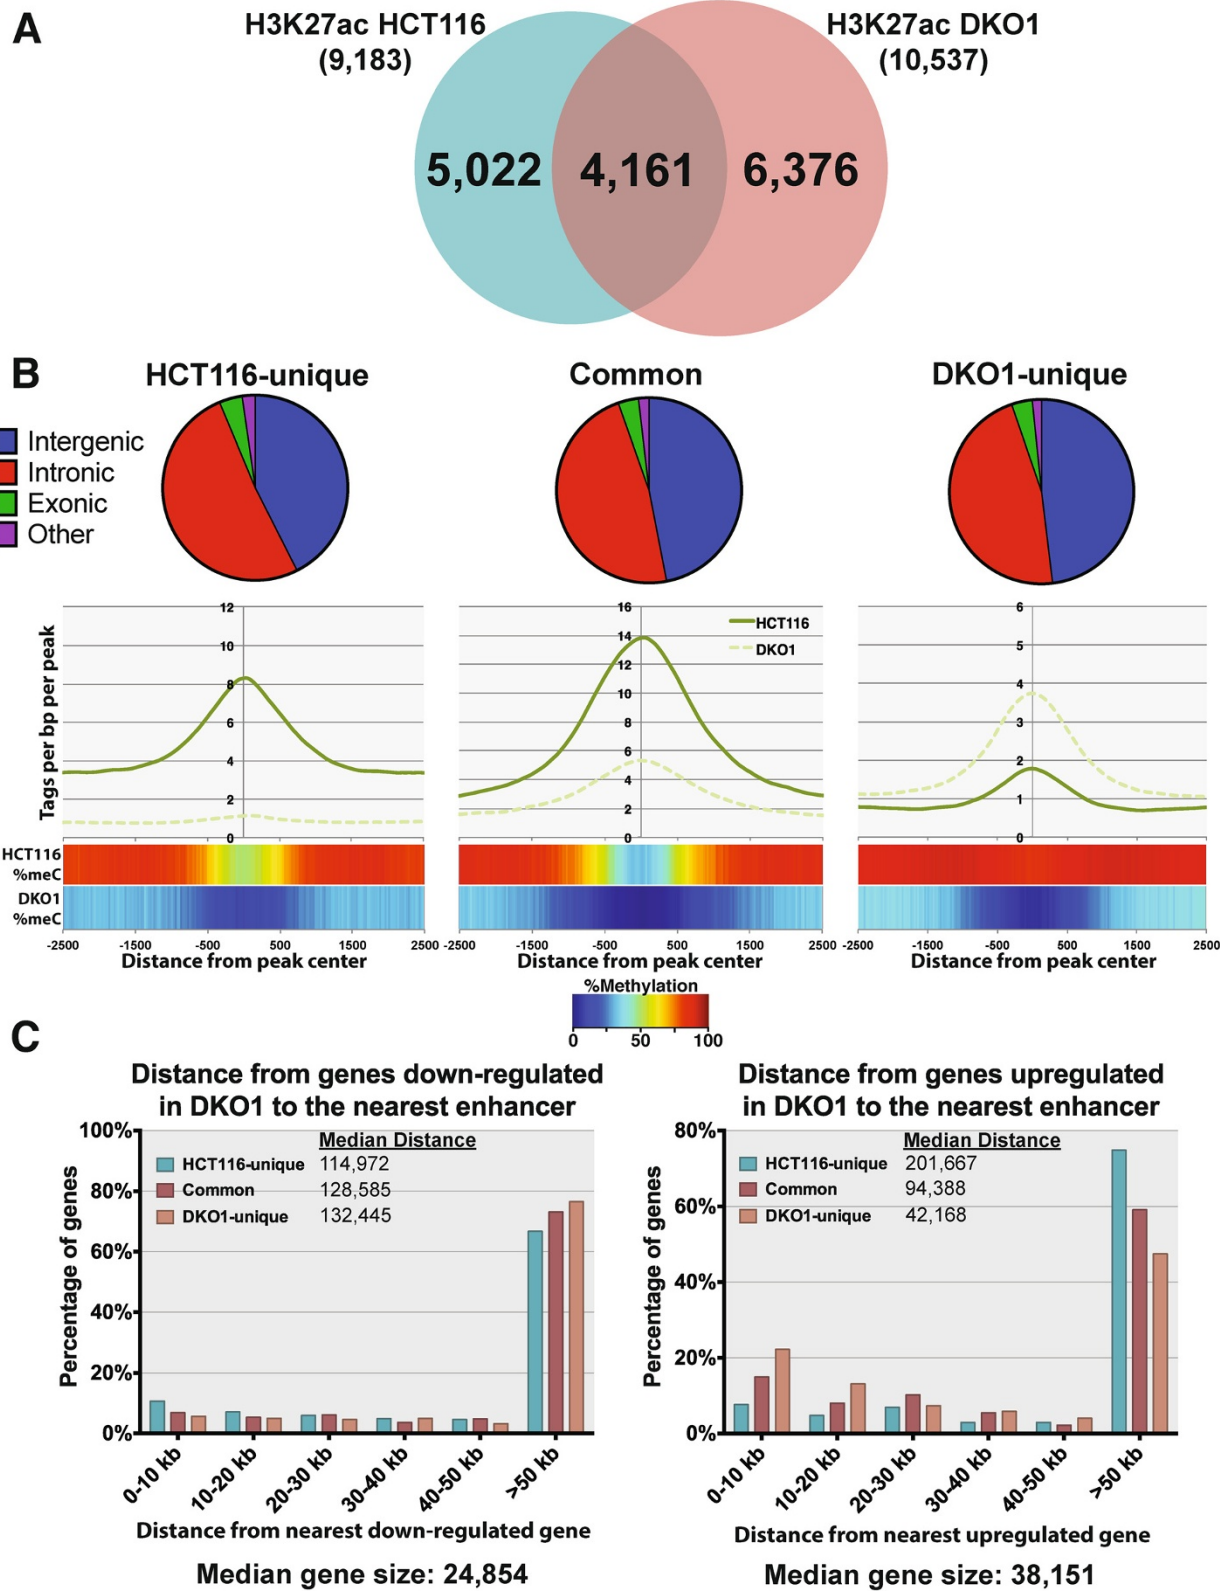 A
H3K27ac HCT116
(9,183)
H3K27ac DKO1
(10,537)
5,022
4,161
6,376
B
HCT116-unique
Common
DKO1-unique
Intergenic
Intronic
Exonic
Other
Tags per bp per peak
12
10
8
6
4
2
0
16
14
12
10
8
6
4
2
0
HCT116
DKO1
6
5
4
3
2
1
0
HCT116
%meC
DKO1
%meC
-2500 -1500 -500 500 1500 2500
-2500 -1500 -500 500 1500 2500
-2500 -1500 -500 500 1500 2500
Distance from peak center
Distance from peak center
Distance from peak center
%Methylation
0 50 100
C
Distance from genes down-regulated
in DKO1 to the nearest enhancer
Percentage of genes
100%
80%
60%
40%
20%
0%
Median Distance
HCT116-unique 114,972
Common 128,585
DKO1-unique 132,445
0-10 kb
10-20 kb
20-30 kb
30-40 kb
40-50 kb
>50 kb
Distance from nearest down-regulated gene
Median gene size: 24,854
Distance from genes upregulated
in DKO1 to the nearest enhancer
Percentage of genes
80%
60%
40%
20%
0%
Median Distance
HCT116-unique 201,667
Common 94,388
DKO1-unique 42,168
0-10 kb
10-20 kb
20-30 kb
30-40 kb
40-50 kb
>50 kb
Distance from nearest upregulated gene
Median gene size: 38,151